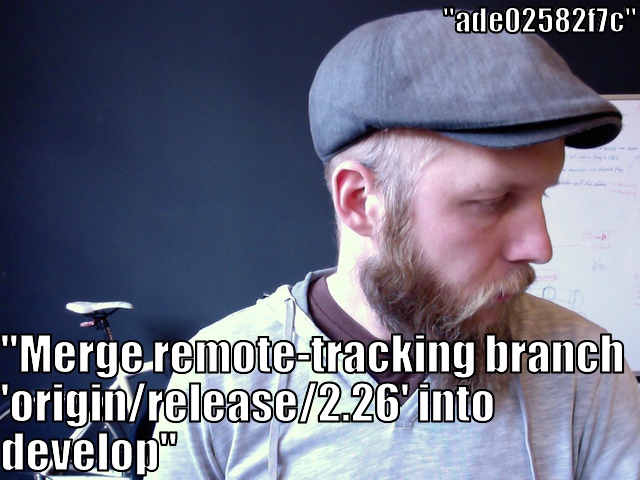 "ade02582f7c"
"Merge remote-tracking branch
'origin/release/2.26' into
develop"